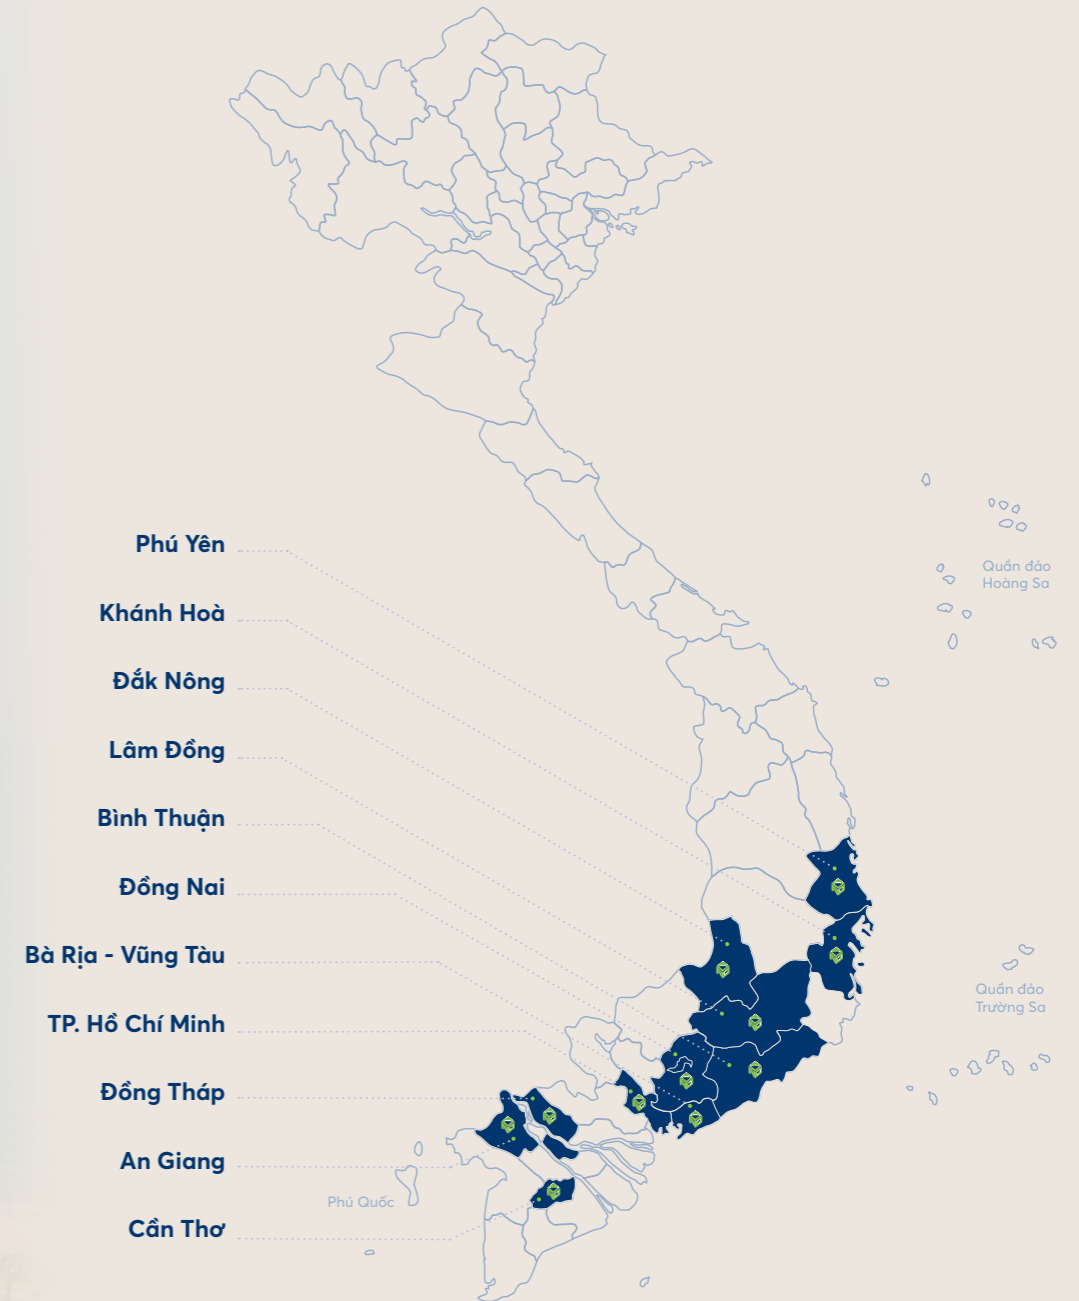 Phú Yên
Khánh Hoà
Đắk Nông
Lâm Đồng
Bình Thuận
Đồng Nai
Bà Rịa - Vũng Tàu
TP. Hồ Chí Minh
Đồng Tháp
An Giang
Cần Thơ
Phú Quốc
Quần đảo
Hoàng Sa
Quần đảo
Trường Sa